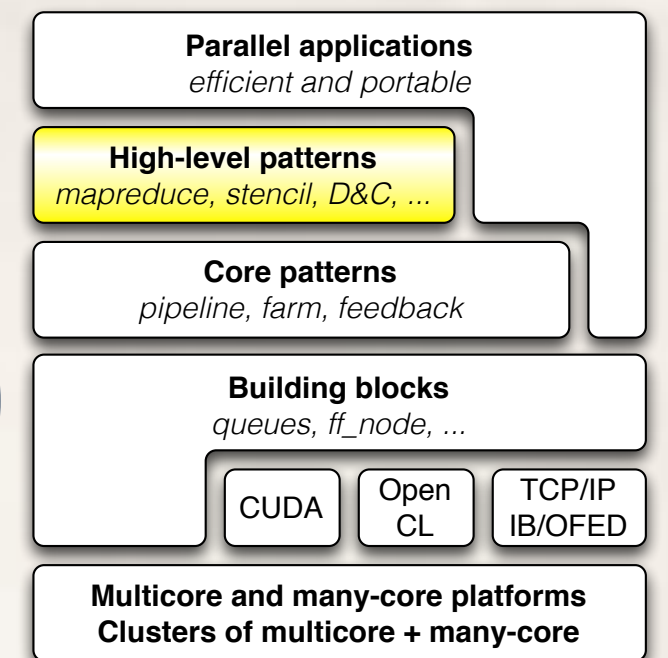 Parallel applications
efficient and portable
High-level patterns
mapreduce, stencil, D&C, ...
Core patterns
pipeline, farm, feedback
Building blocks
queues, ff_node, ...
CUDA
Open
CL
TCP/IP
IB/OFED
Multicore and many-core platforms
Clusters of multicore + many-core